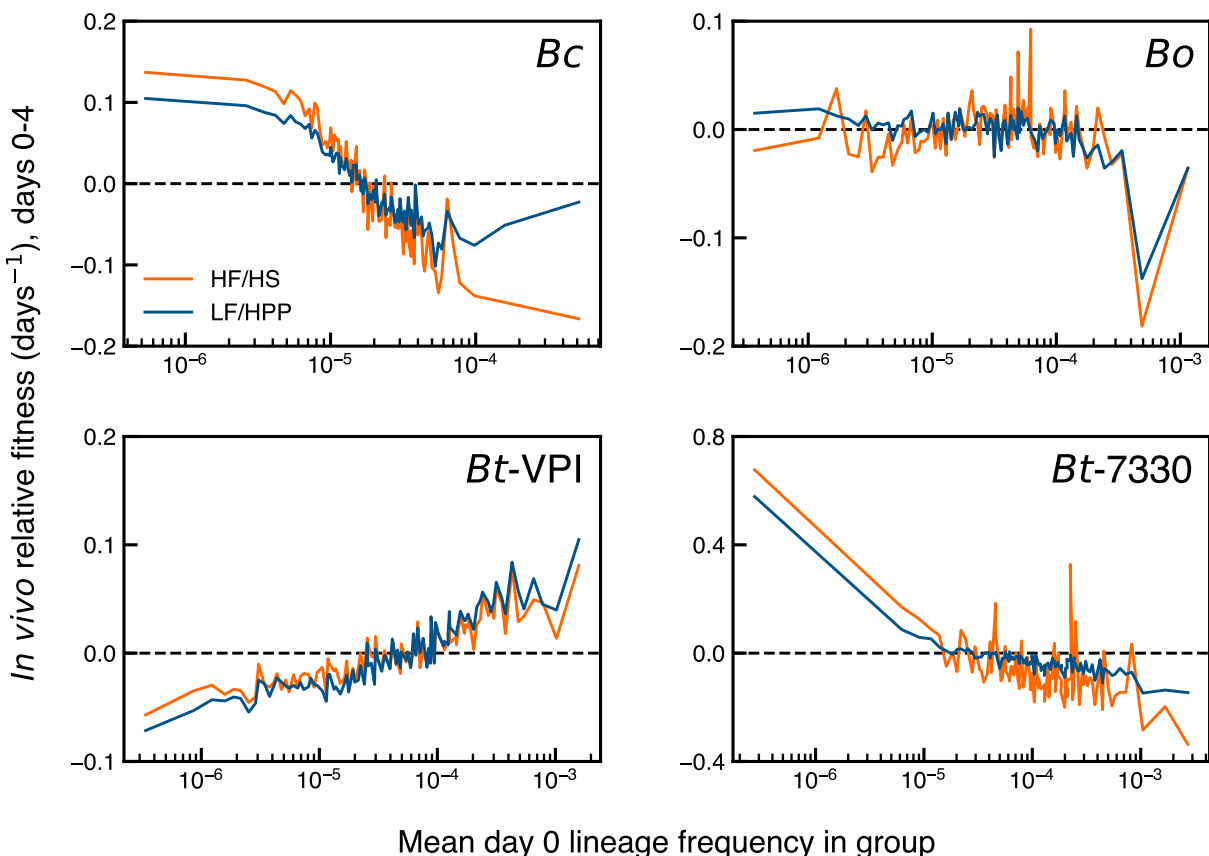 In vivo relative fitness (days⁻¹), days 0-4
Bc
0.2
0.1
0.0
−0.1
−0.2
HF/HS
LF/HPP
10⁻⁶ 10⁻⁵ 10⁻⁴
Bo
0.1
0.0
−0.1
−0.2
10⁻⁶ 10⁻⁵ 10⁻⁴ 10⁻³
Bt-VPI
0.2
0.1
0.0
−0.1
10⁻⁶ 10⁻⁵ 10⁻⁴ 10⁻³
Bt-7330
0.8
0.4
0.0
−0.4
10⁻⁶ 10⁻⁵ 10⁻⁴ 10⁻³
Mean day 0 lineage frequency in group